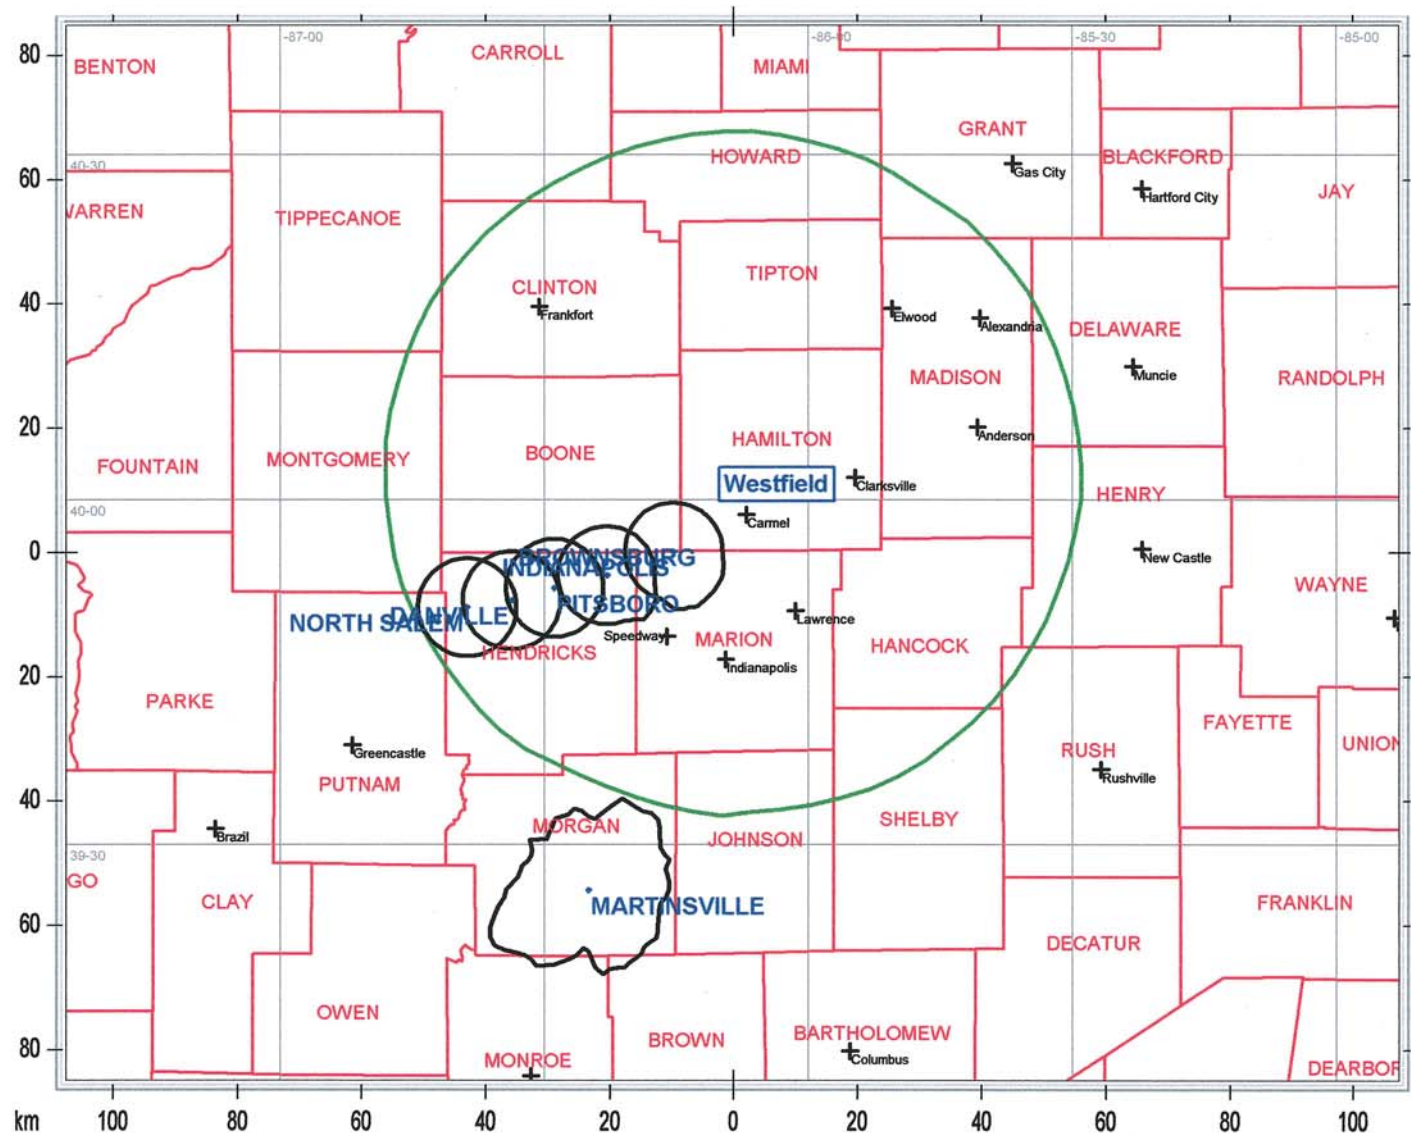 -87-00
-86-00
-85-30
-85-00
80
CARROLL
BENTON
MIAMI
GRANT
40-30
HOWARD
BLACKFORD
60
Gas City
Hartford City
JAY
WARREN
TIPPECANOE
TIPTON
CLINTON
40
Frankfort
Elwood
Alexandria
DELAWARE
Muncie
MADISON
RANDOLPH
20
Anderson
HAMILTON
BOONE
MONTGOMERY
FOUNTAIN
Westfield
Clarksville
HENRY
40-00
Carmel
0
BROWNSBURG
New Castle
INDIANAPOLIS
WAYNE
PITSBORO
DANVILLE
NORTH SALEM
Lawrence
Speedway
MARION
HANCOCK
HENDRICKS
Indianapolis
20
PARKE
FAYETTE
UNION
RUSH
Greencastle
Rushville
PUTNAM
40
MORGAN
SHELBY
Brazil
JOHNSON
39-30
GO
CLAY
MARTINSVILLE
FRANKLIN
60
DECATUR
OWEN
BARTHOLOMEW
BROWN
80
MONROE
Columbus
DEARBOR
km 100 80 60 40 20 0 20 40 60 80 100